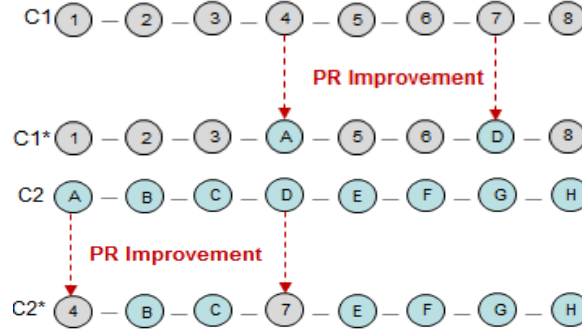 C1 1 2 3 4 5 6 7 8
PR Improvement
C1* 1 2 3 A 5 6 D 8
C2 A B C D E F G H
PR Improvement
C2* 4 B C 7 E F G H